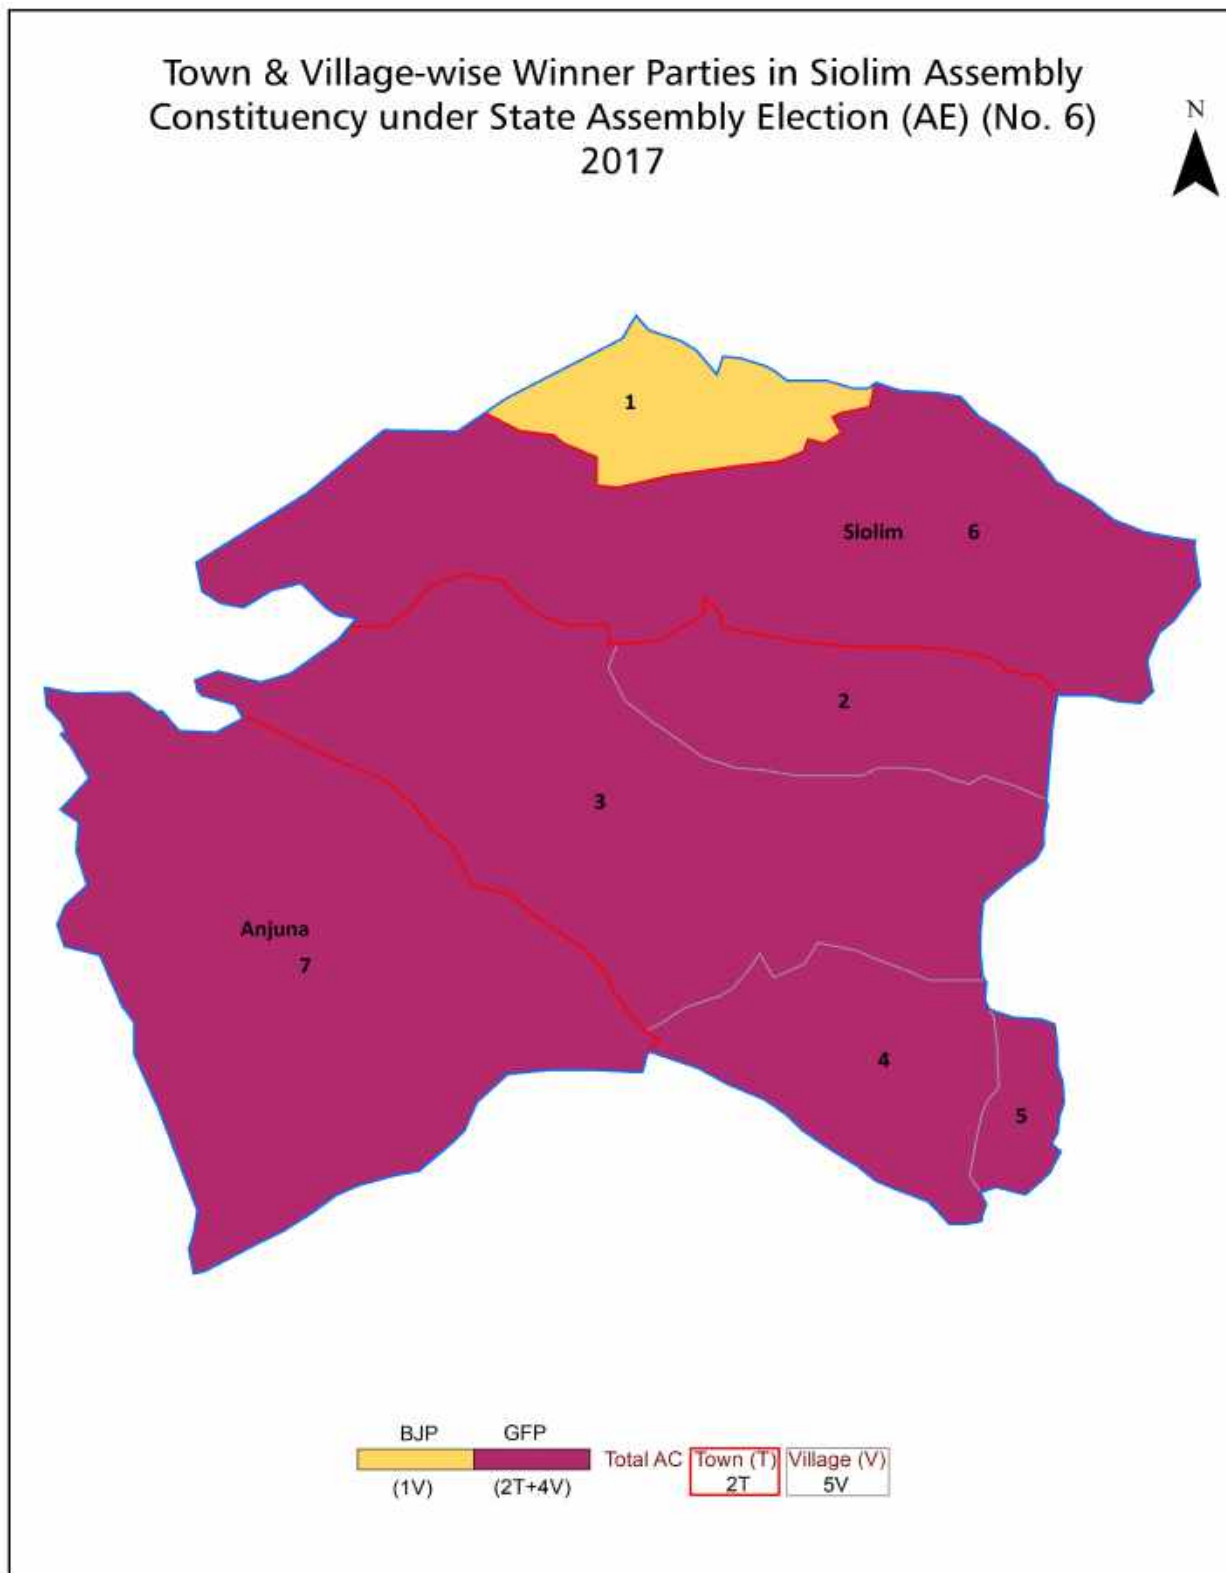 Town & Village-wise Winner Parties in Siolim Assembly
Constituency under State Assembly Election (AE) (No. 6)
2017
N
1
Siolim 6
2
3
Anjuna
7
4
5
BJP GFP
Total AC Town (T) Village (V)
(1V) (2T+4V) 2T 5V